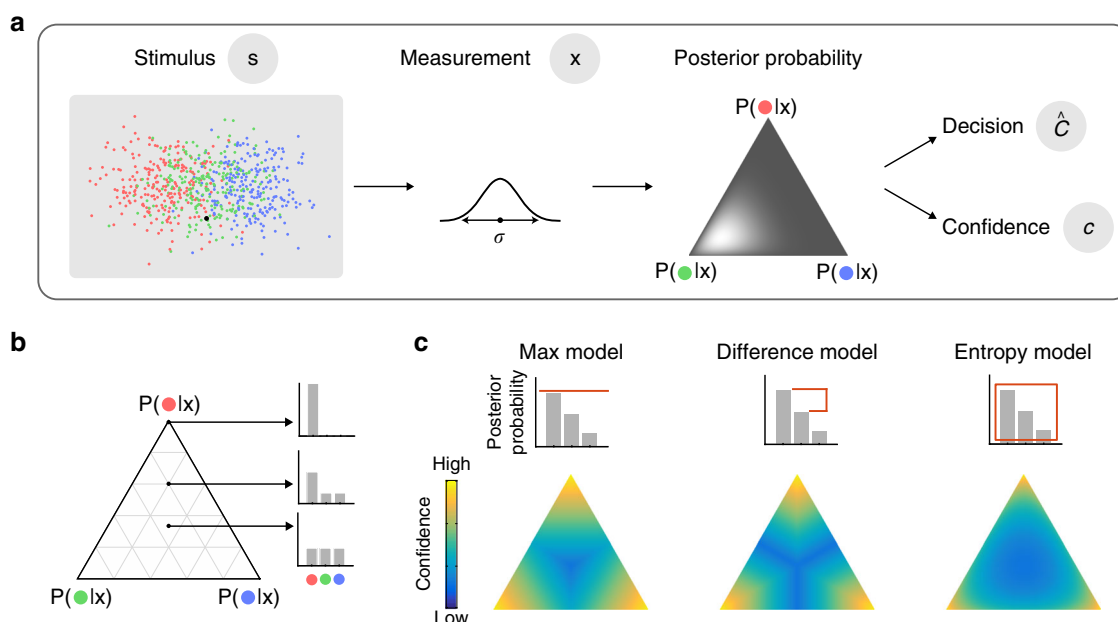 a
Stimulus s
Measurement x
Posterior probability
P(|x)
P(|x)
P(|x)
σ
Decision Ĉ
Confidence c
b
P(|x)
P(|x)
P(|x)
c
Max model
Difference model
Entropy model
Posterior
probability
High
Confidence
Low